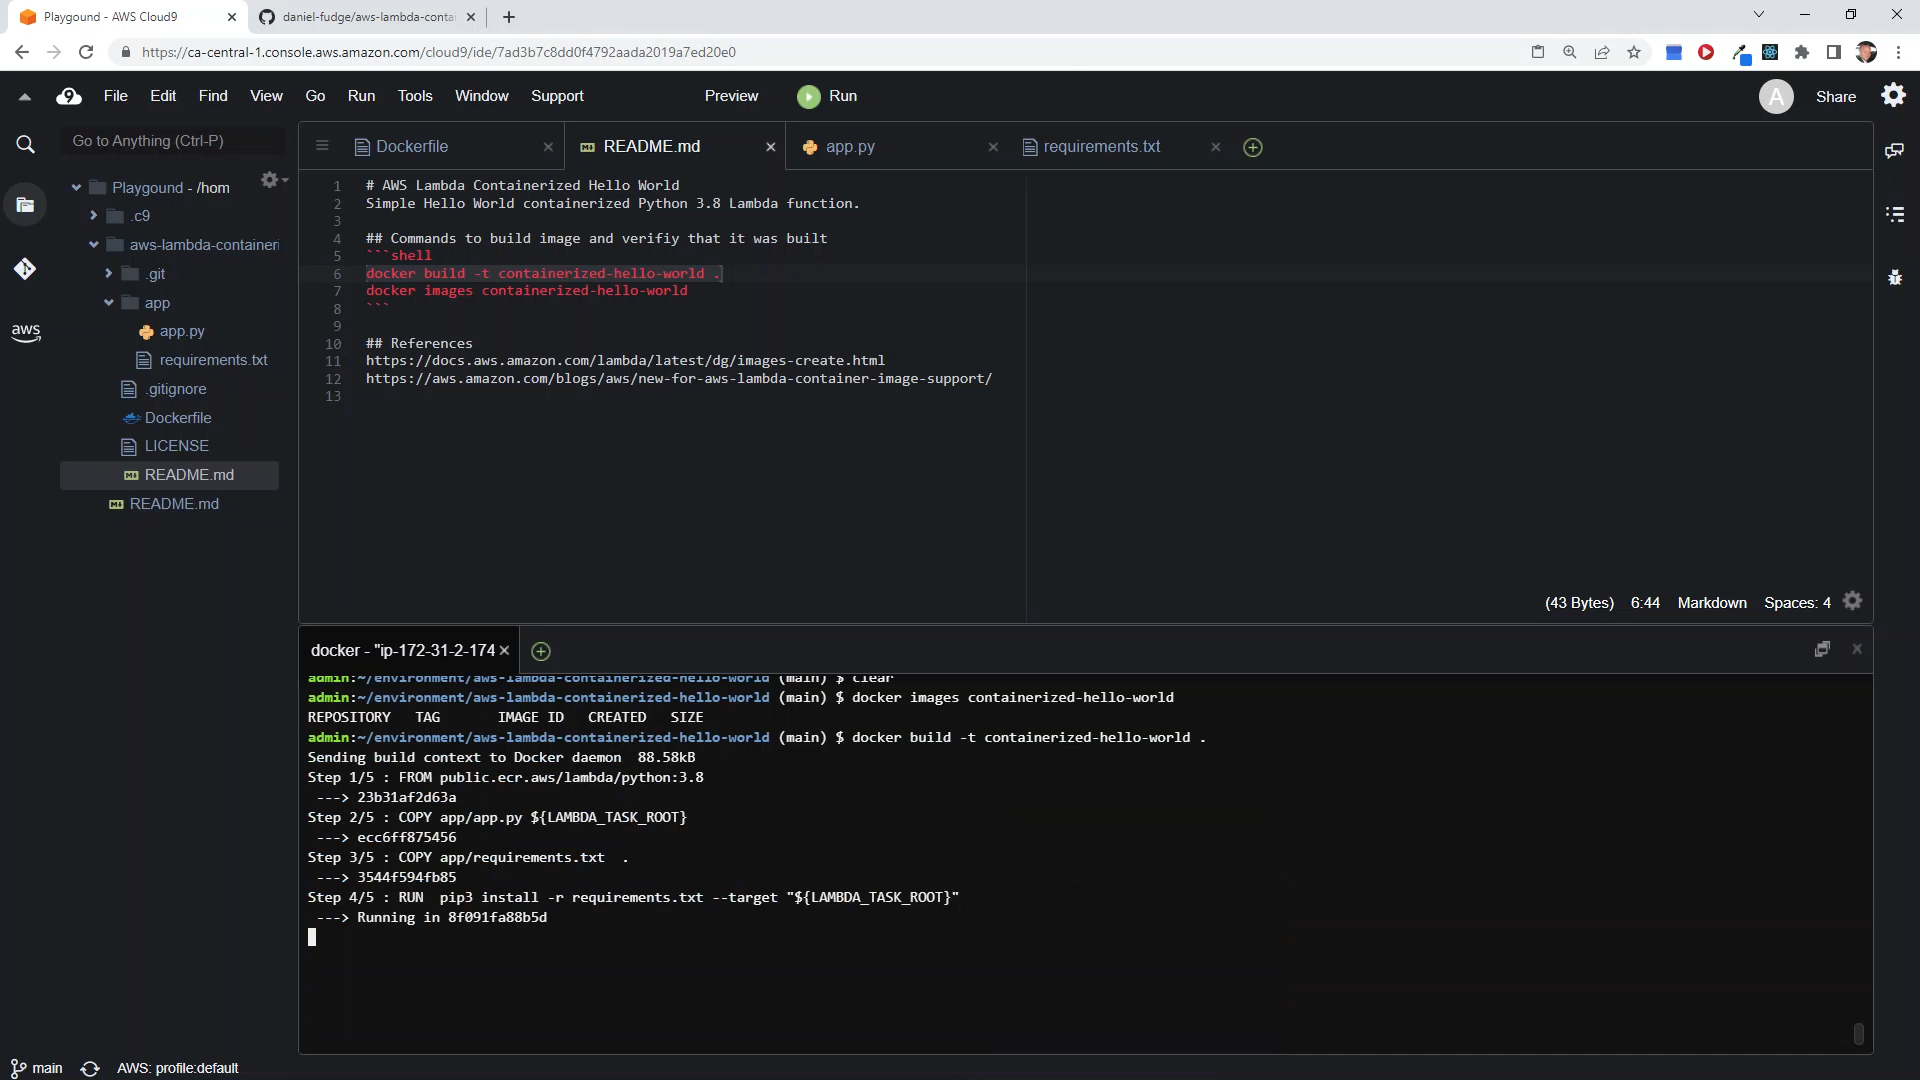 Playgound - AWS Cloud9
daniel-fudge/aws-lambda-conta
https://ca-central-1.console.aws.amazon.com/cloud9/ide/7ad3b7c8dd0f4792aada2019a7ed20e0
9 File Edit Find View Go Run Tools Window Support Preview Run A Share
Go to Anything (Ctrl-P)
Playgound - /hom
.c9
aws-lambda-containeri
.git
app
app.py
requirements.txt
.gitignore
Dockerfile
LICENSE
README.md
README.md
aws
Dockerfile README.md app.py requirements.txt
1 # AWS Lambda Containerized Hello World
2 Simple Hello World containerized Python 3.8 Lambda function.
3
4 ## Commands to build image and verifiy that it was built
5 ```shell
6 docker build -t containerized-hello-world .
7 docker images containerized-hello-world
8 ```
9
10 ## References
11 https://docs.aws.amazon.com/lambda/latest/dg/images-create.html
12 https://aws.amazon.com/blogs/aws/new-for-aws-lambda-container-image-support/
13
(43 Bytes) 6:44 Markdown Spaces: 4
docker - "ip-172-31-2-174
admin:~/environment/aws-lambda-containerized-hello-world (main) $ clear
admin:~/environment/aws-lambda-containerized-hello-world (main) $ docker images containerized-hello-world
REPOSITORY TAG IMAGE ID CREATED SIZE
admin:~/environment/aws-lambda-containerized-hello-world (main) $ docker build -t containerized-hello-world .
Sending build context to Docker daemon 88.58kB
Step 1/5 : FROM public.ecr.aws/lambda/python:3.8
---> 23b31af2d63a
Step 2/5 : COPY app/app.py ${LAMBDA_TASK_ROOT}
---> ecc6ff875456
Step 3/5 : COPY app/requirements.txt .
---> 3544f594fb85
Step 4/5 : RUN pip3 install -r requirements.txt --target "${LAMBDA_TASK_ROOT}"
---> Running in 8f091fa88b5d
main AWS: profile:default